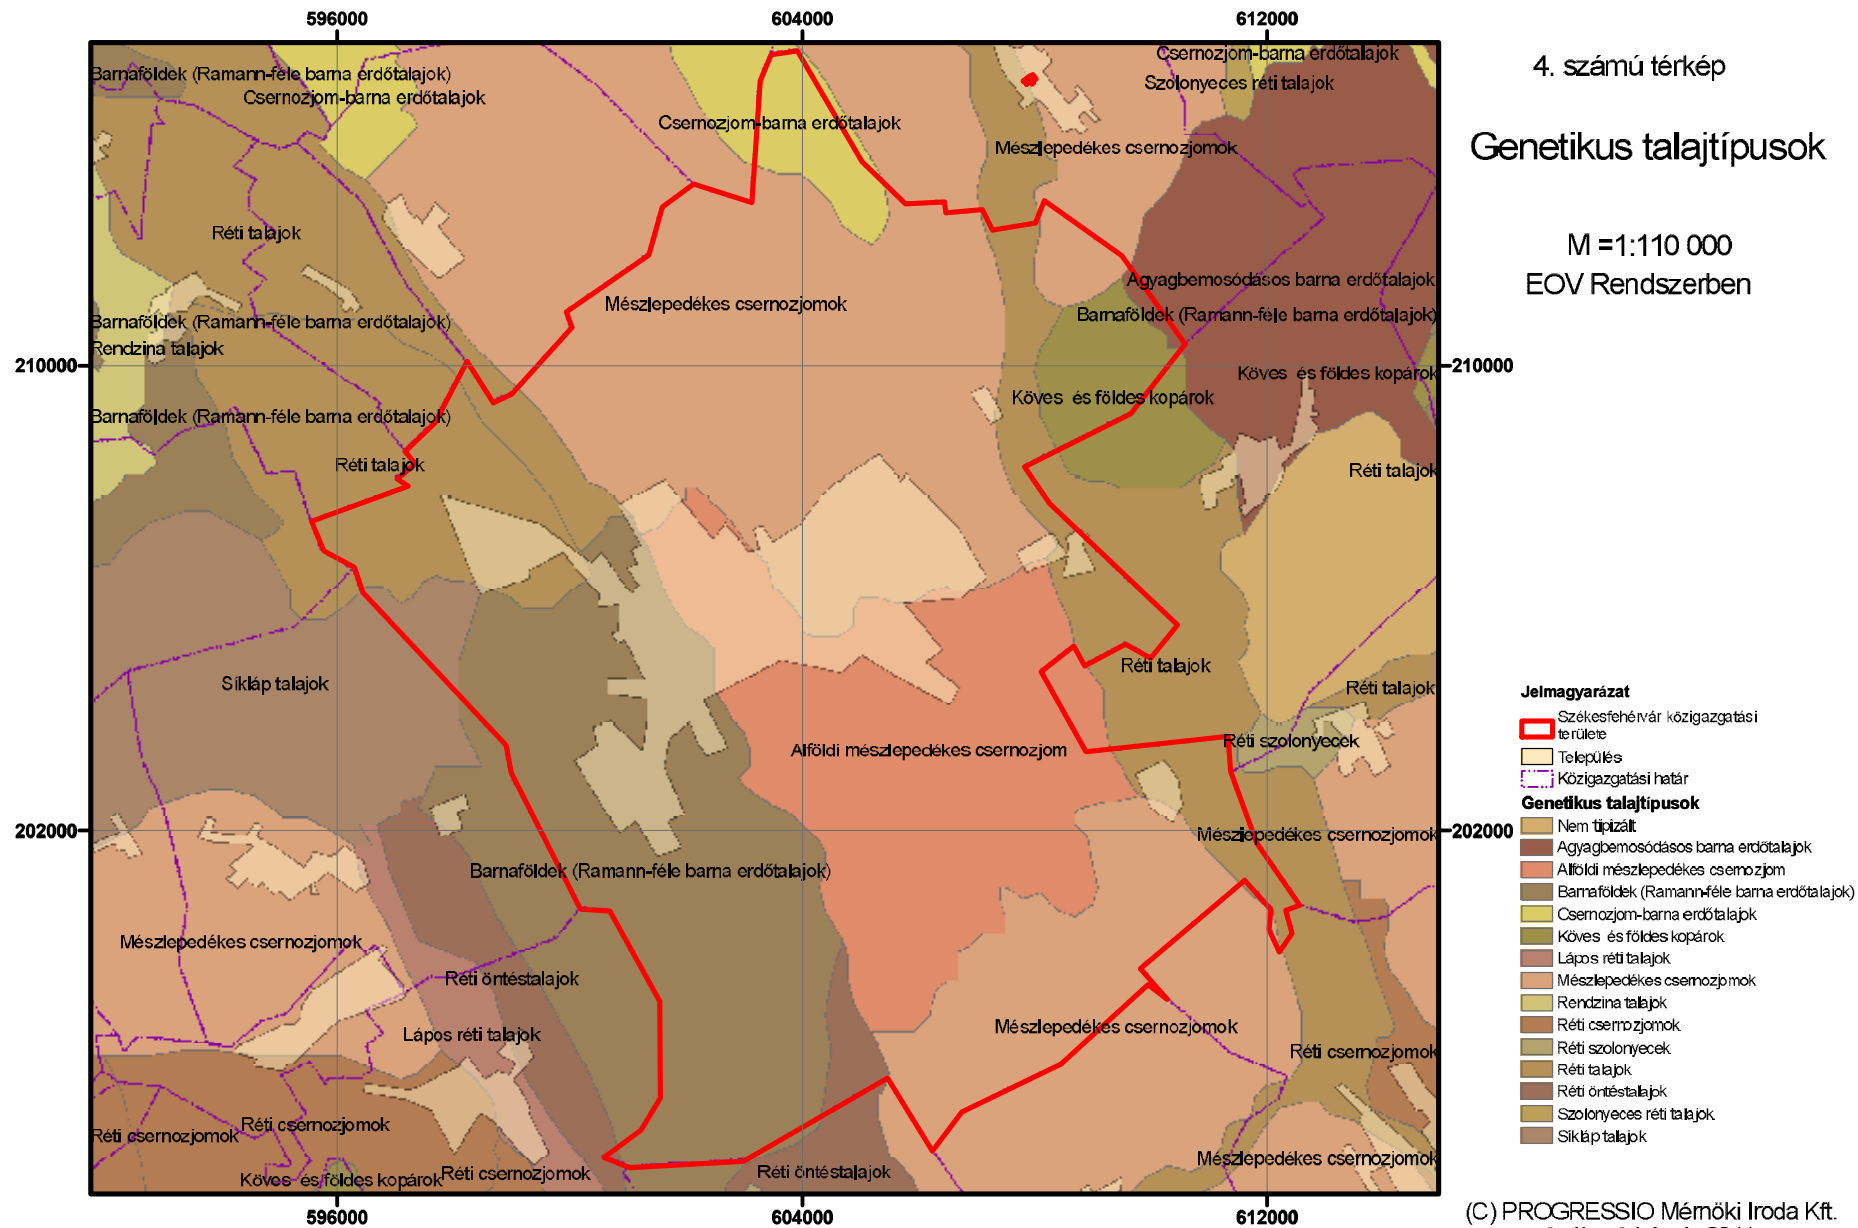 596000
604000
612000
Barnaföldek (Ramann-féle barna erdőtalajok)
Csernozjom-barna erdőtalajok
Csernozjom-barna erdőtalajok
Szolonyeces réti talajok
Csernozjom-barna erdőtalajok
Mészlepedékes csernozjomok
Réti talajok
Agyagbemosódásos barna erdőtalajok
Mészlepedékes csernozjomok
Barnaföldek (Ramann-féle barna erdőtalajok)
Barnaföldek (Ramann-féle barna erdőtalajok)
Rendzina talajok
210000
210000
Köves és földes kopárok
Köves és földes kopárok
Barnaföldek (Ramann-féle barna erdőtalajok)
Réti talajok
Réti talajok
Síkláp talajok
Réti talajok
Réti talajok
Réti szolonyecek
Alföldi mészlepedékes csernozjom
202000
202000
Mészlepedékes csernozjomok
Barnaföldek (Ramann-féle barna erdőtalajok)
Mészlepedékes csernozjomok
Réti öntéstalajok
Mészlepedékes csernozjomok
Lápos réti talajok
Réti csernozjomok
Réti csernozjomok
Réti csernozjomok
Mészlepedékes csernozjomok
Köves és földes kopárok
Réti csernozjomok
Réti öntéstalajok
596000
604000
612000
4. számú térkép
Genetikus talajtípusok
M =1:110 000
EOV Rendszerben
Jelmagyarázat
Székesfehérvár közigazgatási
területe
Település
Közigazgatási határ
Genetikus talajtípusok
Nem tipizált
Agyagbemosódásos barna erdőtalajok
Alföldi mészlepedékes csernozjom
Barnaföldek (Ramann-féle barna erdőtalajok)
Csernozjom-barna erdőtalajok
Köves és földes kopárok
Lápos réti talajok
Mészlepedékes csernozjomok
Rendzina talajok
Réti csernozjomok
Réti szolonyecek
Réti talajok
Réti öntéstalajok
Szolonyeces réti talajok
Síkláp talajok
(C) PROGRESSIO Mérnöki Iroda Kft.